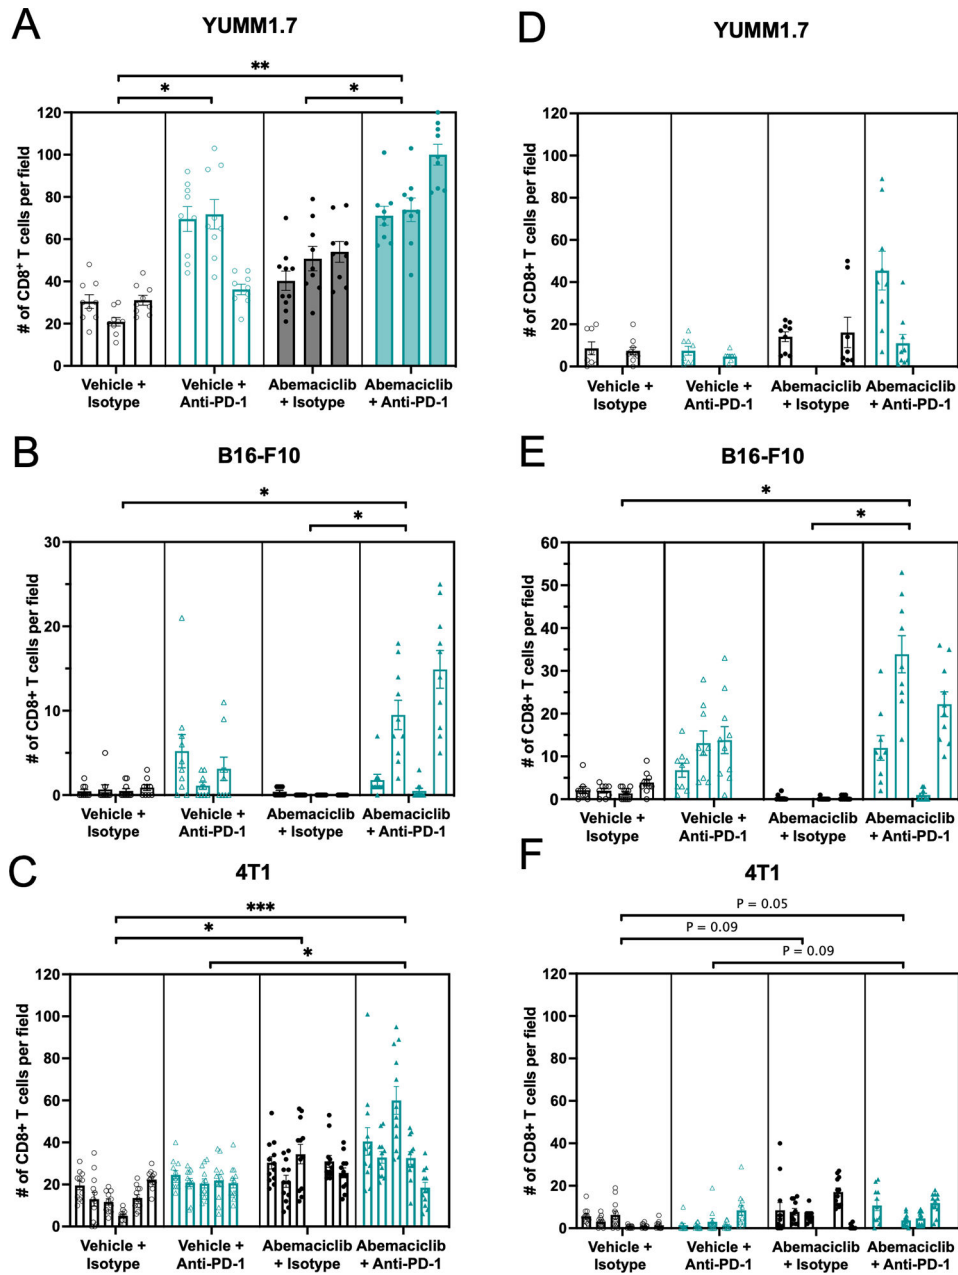 A
YUMM1.7
**
*
*
# of CD8⁺ T cells per field
120
100
80
60
40
20
0
Vehicle + Isotype
Vehicle + Anti-PD-1
Abemaciclib + Isotype
Abemaciclib + Anti-PD-1
D
YUMM1.7
# of CD8+ T cells per field
120
100
80
60
40
20
0
Vehicle + Isotype
Vehicle + Anti-PD-1
Abemaciclib + Isotype
Abemaciclib + Anti-PD-1
B
B16-F10
*
*
# of CD8+ T cells per field
30
20
10
0
Vehicle + Isotype
Vehicle + Anti-PD-1
Abemaciclib + Isotype
Abemaciclib + Anti-PD-1
E
B16-F10
*
*
# of CD8+ T cells per field
60
50
40
30
20
10
0
Vehicle + Isotype
Vehicle + Anti-PD-1
Abemaciclib + Isotype
Abemaciclib + Anti-PD-1
C
4T1
***
*
*
# of CD8+ T cells per field
120
100
80
60
40
20
0
Vehicle + Isotype
Vehicle + Anti-PD-1
Abemaciclib + Isotype
Abemaciclib + Anti-PD-1
F
4T1
P = 0.05
P = 0.09
P = 0.09
# of CD8+ T cells per field
120
100
80
60
40
20
0
Vehicle + Isotype
Vehicle + Anti-PD-1
Abemaciclib + Isotype
Abemaciclib + Anti-PD-1